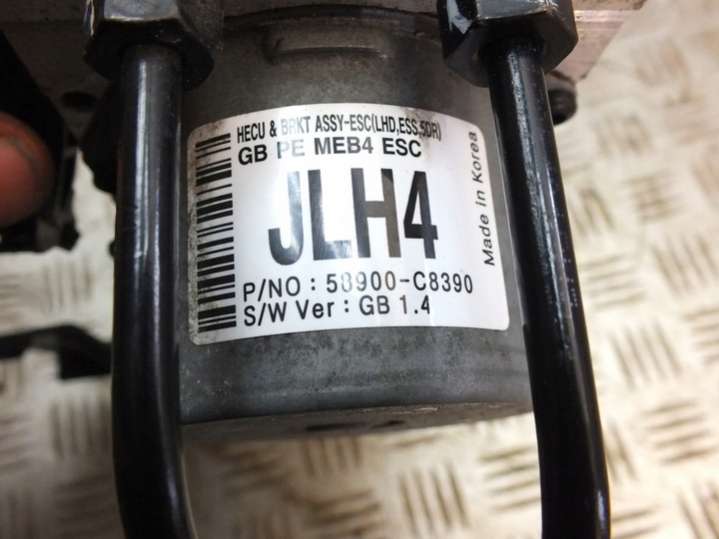 HECU & BRKT ASSY-ESC(LHD,ESS,5DR)
GB PE MEB4 ESC
JLH4
P/NO : 58900-C8390
S/W Ver : GB 1.4
Made in Korea